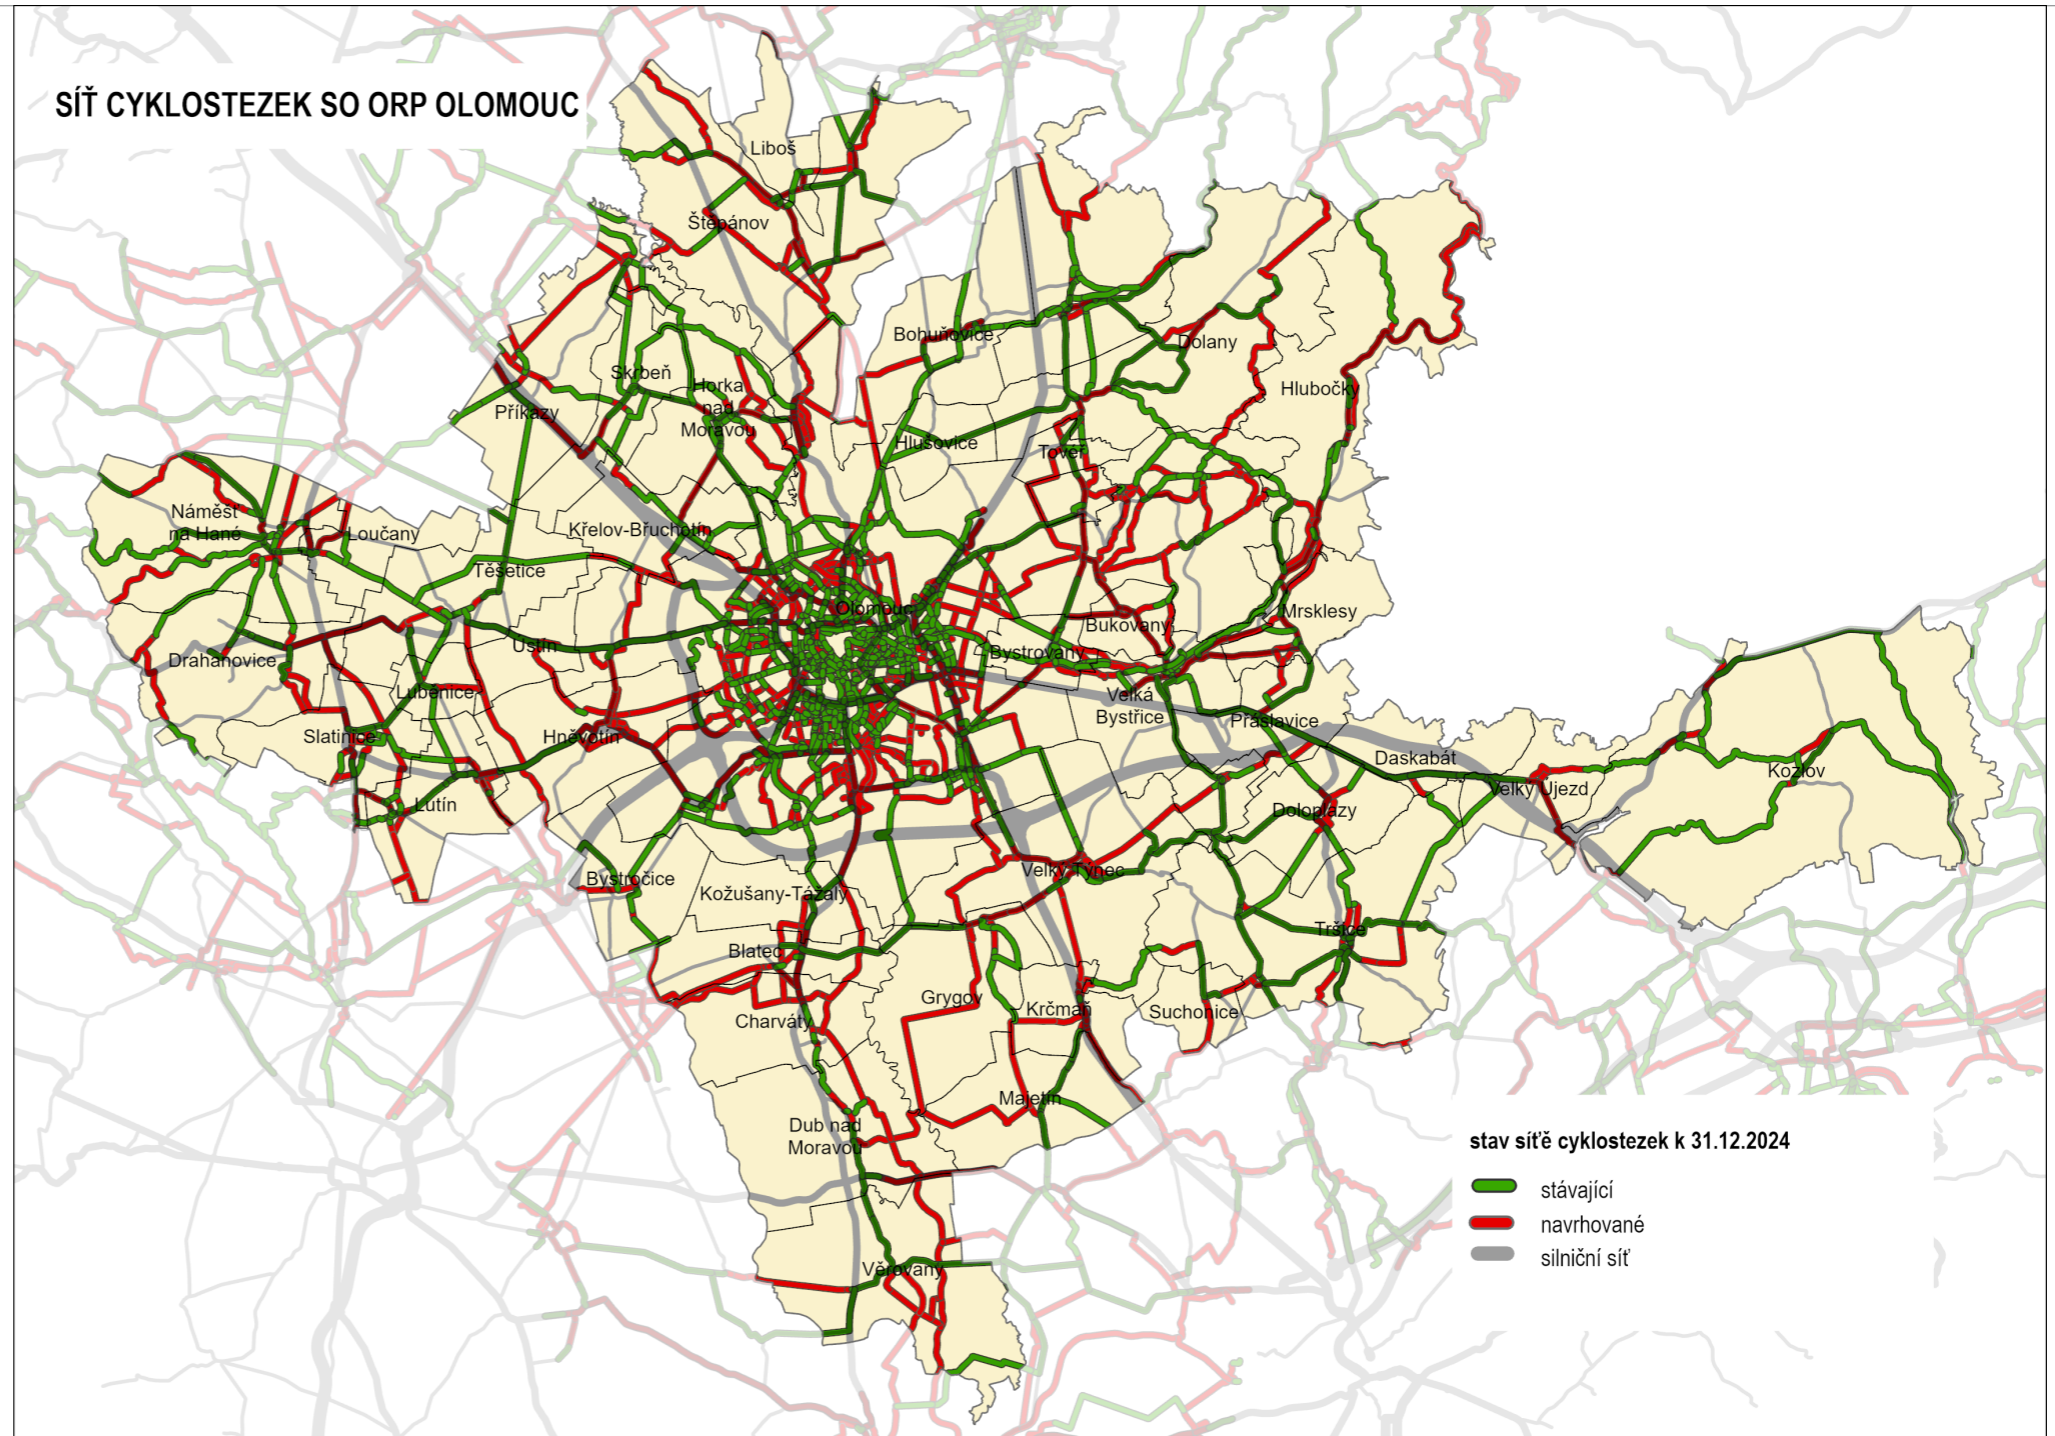 SÍŤ CYKLOSTEZEK SO ORP OLOMOUC
Liboš
Štěpánov
Bohuňovice
Dolany
Skrbeň
Horka
nad
Moravou
Příkazy
Hlubočky
Hlušovice
Tovéř
Náměšť
na Hané
Loučany
Křelov-Břuchotín
Těšetice
Olomouc
Mrsklesy
Bukovany
Ústín
Bystrovany
Drahanovice
Luběnice
Velká
Bystřice
Přáslavice
Slatinice
Hněvotín
Daskabát
Kozlov
Velký Újezd
Lutín
Doloplazy
Velký Týnec
Bystročice
Kožušany-Tážaly
Tršice
Blatec
Grygov
Krčmaň
Suchonice
Charváty
Majetín
Dub nad
Moravou
Věrovany
stav síťě cyklostezek k 31.12.2024
stávající
navrhované
silniční síť